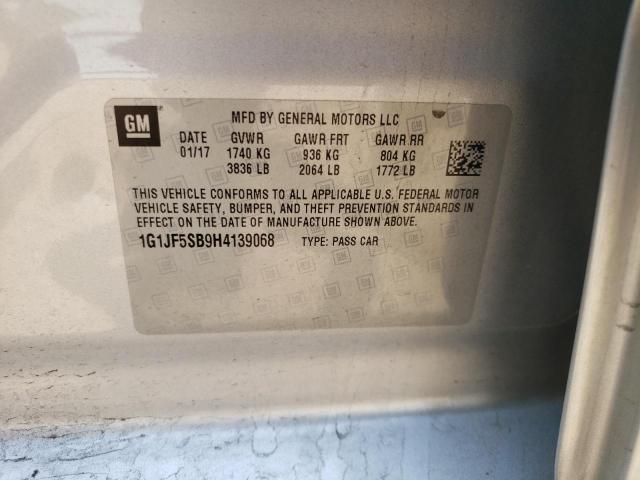 GM
MFD BY GENERAL MOTORS LLC
DATE GVWR GAWR FRT GAWR RR
01/17 1740 KG 936 KG 804 KG
3836 LB 2064 LB 1772 LB
THIS VEHICLE CONFORMS TO ALL APPLICABLE U.S. FEDERAL MOTOR
VEHICLE SAFETY, BUMPER, AND THEFT PREVENTION STANDARDS IN
EFFECT ON THE DATE OF MANUFACTURE SHOWN ABOVE.
1G1JF5SB9H4139068 TYPE: PASS CAR